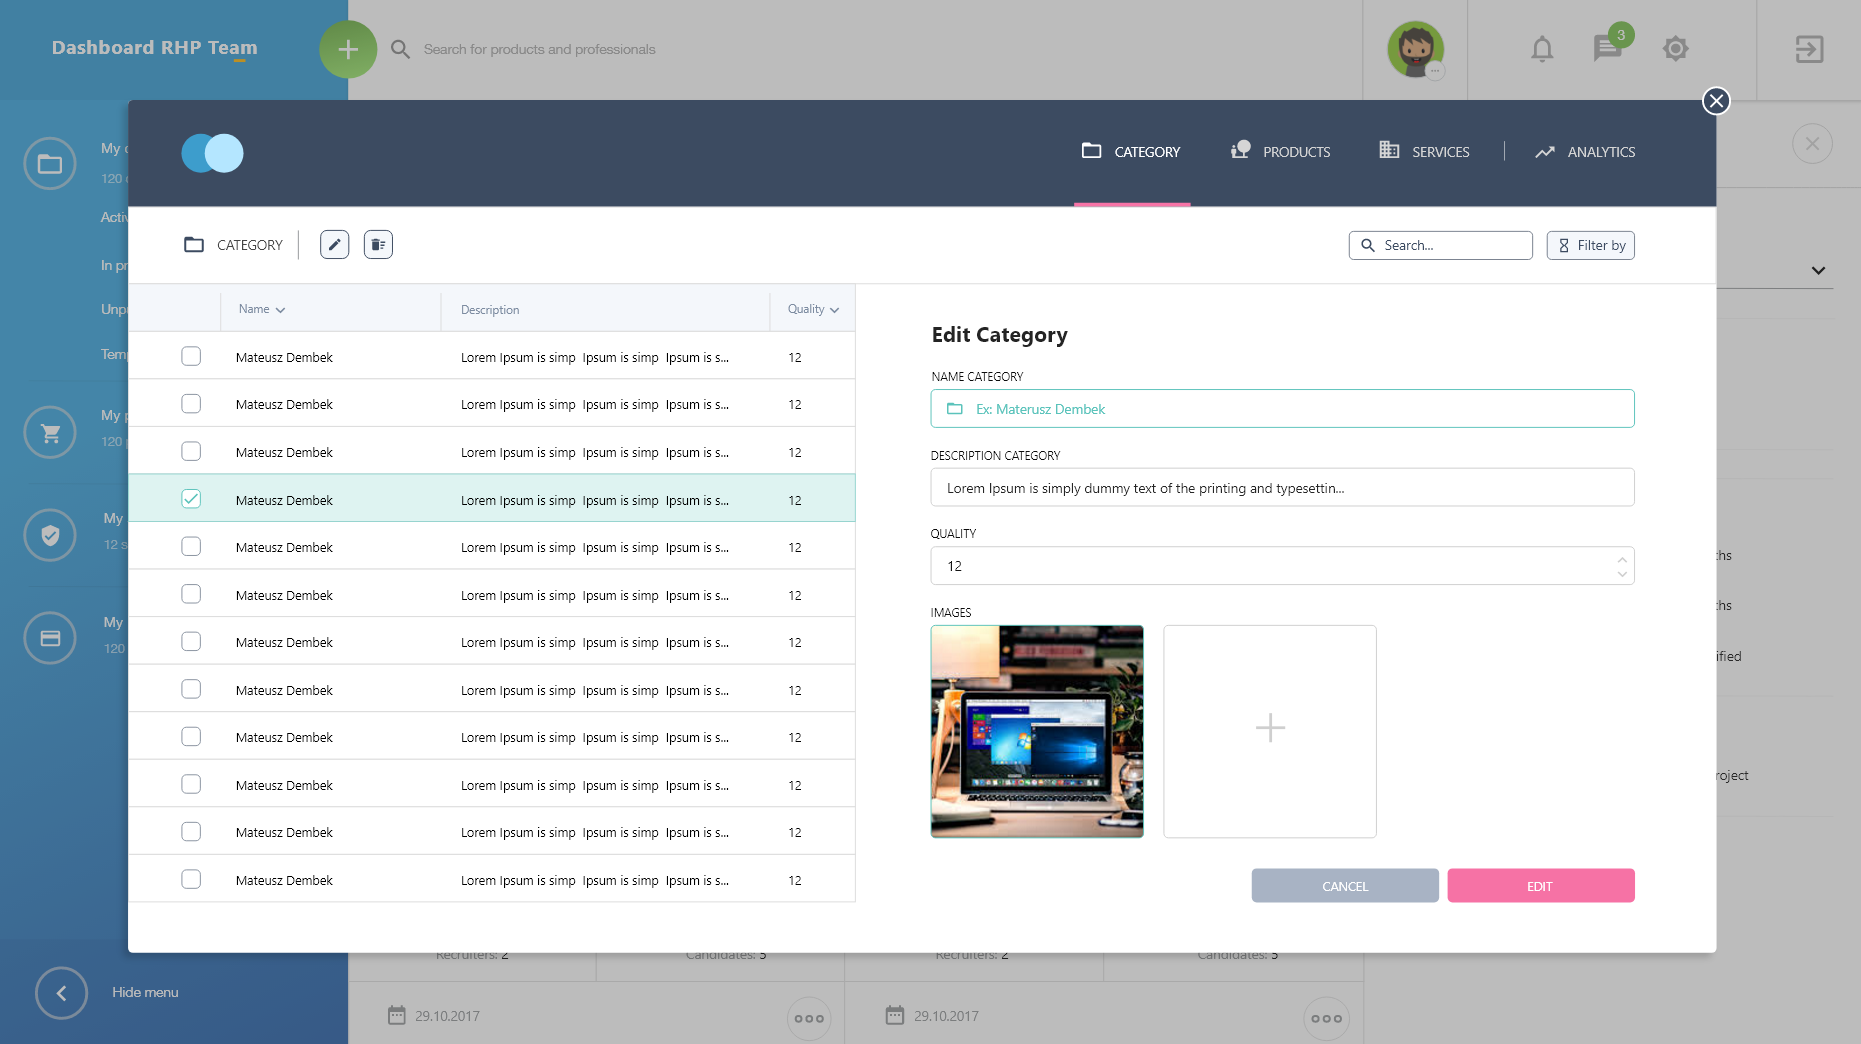 Dashboard RHP Team
Search for products and professionals
3
My
120
CATEGORY
PRODUCTS
SERVICES
ANALYTICS
CATEGORY
Search...
Filter by
Name
Description
Quality
Mateusz Dembek Lorem Ipsum is simp Ipsum is simp Ipsum is s... 12
Mateusz Dembek Lorem Ipsum is simp Ipsum is simp Ipsum is s... 12
Mateusz Dembek Lorem Ipsum is simp Ipsum is simp Ipsum is s... 12
Mateusz Dembek Lorem Ipsum is simp Ipsum is simp Ipsum is s... 12
Mateusz Dembek Lorem Ipsum is simp Ipsum is simp Ipsum is s... 12
Mateusz Dembek Lorem Ipsum is simp Ipsum is simp Ipsum is s... 12
Mateusz Dembek Lorem Ipsum is simp Ipsum is simp Ipsum is s... 12
Mateusz Dembek Lorem Ipsum is simp Ipsum is simp Ipsum is s... 12
Mateusz Dembek Lorem Ipsum is simp Ipsum is simp Ipsum is s... 12
Mateusz Dembek Lorem Ipsum is simp Ipsum is simp Ipsum is s... 12
Mateusz Dembek Lorem Ipsum is simp Ipsum is simp Ipsum is s... 12
Mateusz Dembek Lorem Ipsum is simp Ipsum is simp Ipsum is s... 12
Edit Category
NAME CATEGORY
Ex: Materusz Dembek
DESCRIPTION CATEGORY
Lorem Ipsum is simply dummy text of the printing and typesettin...
QUALITY
12
IMAGES
CANCEL
EDIT
In
My
120
My
12 s
My
120
Hide menu
Recruiters: 2
Candidates: 5
Recruiters: 2
Candidates: 5
29.10.2017
29.10.2017
ths
ths
ified
roject